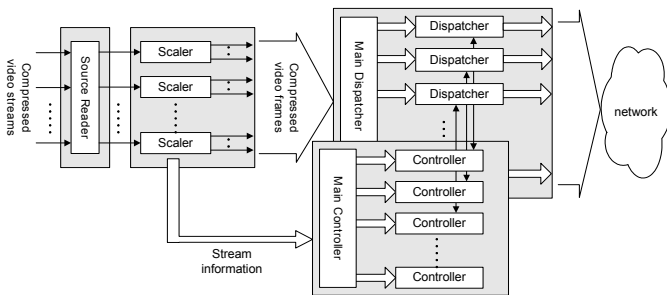 Compressed
video streams
Source Reader
Scaler
Scaler
Scaler
Compressed
video frames
Main Dispatcher
Dispatcher
Dispatcher
Dispatcher
network
Main Controller
Controller
Controller
Controller
Controller
Stream
information